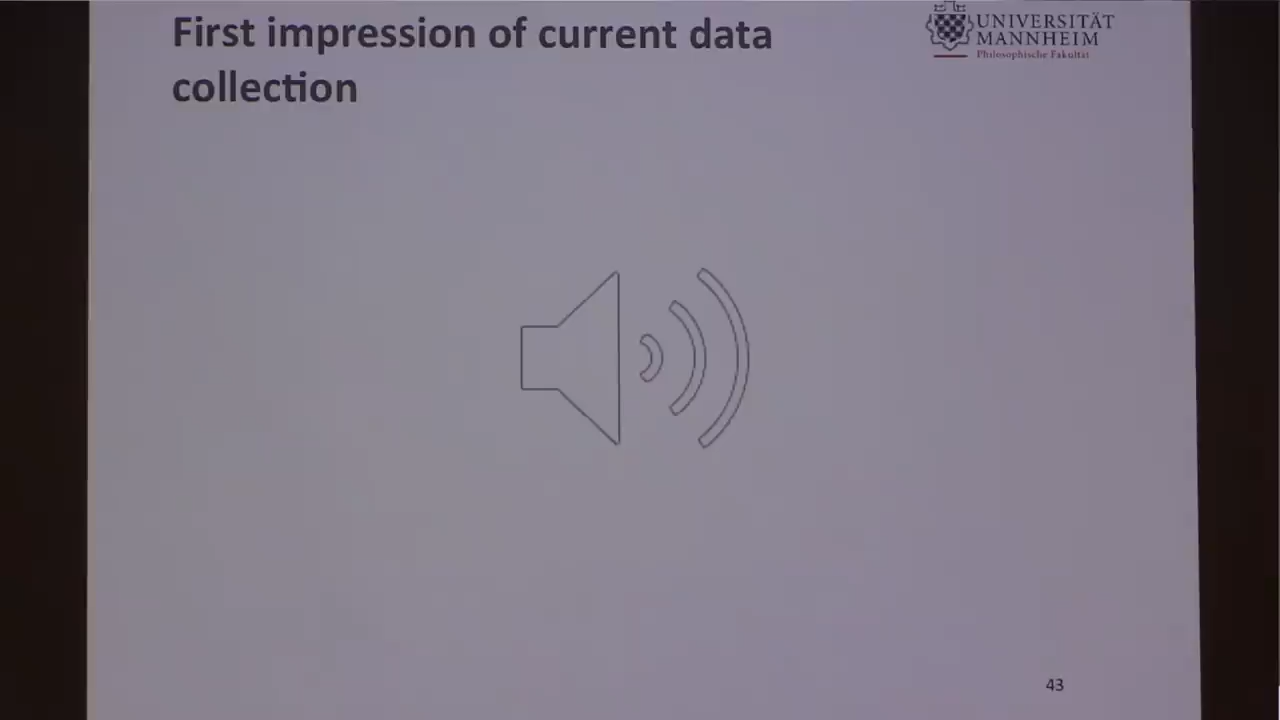 First impression of current data
collection
UNIVERSITÄT
MANNHEIM
Philosophische Fakultät
43